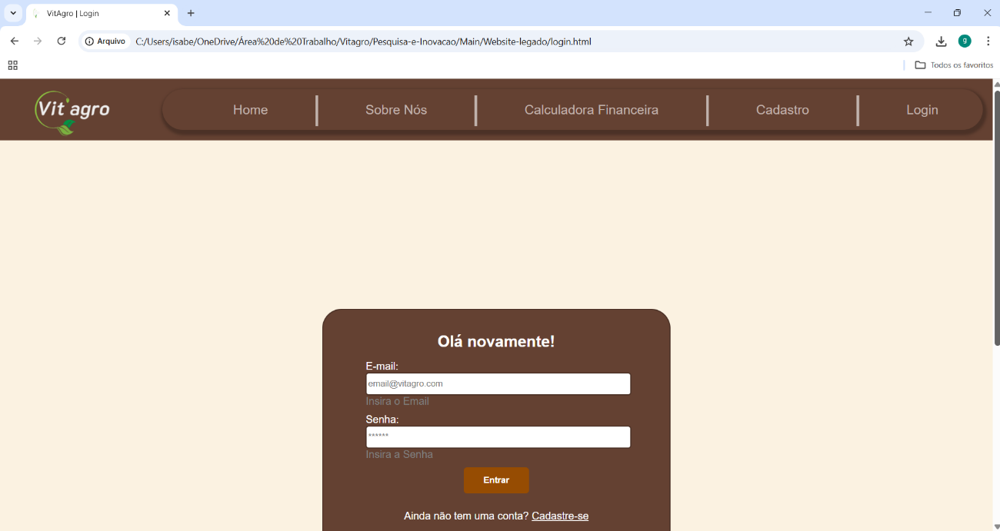 VitAgro | Login
Arquivo
C:/Users/isabe/OneDrive/Área%20de%20Trabalho/Vitagro/Pesquisa-e-Inovacao/Main/Website-legado/login.html
g
Todos os favoritos
Vit'agro
Home
Sobre Nós
Calculadora Financeira
Cadastro
Login
Olá novamente!
E-mail:
email@vitagro.com
Insira o Email
Senha:
******
Insira a Senha
Entrar
Ainda não tem uma conta? Cadastre-se